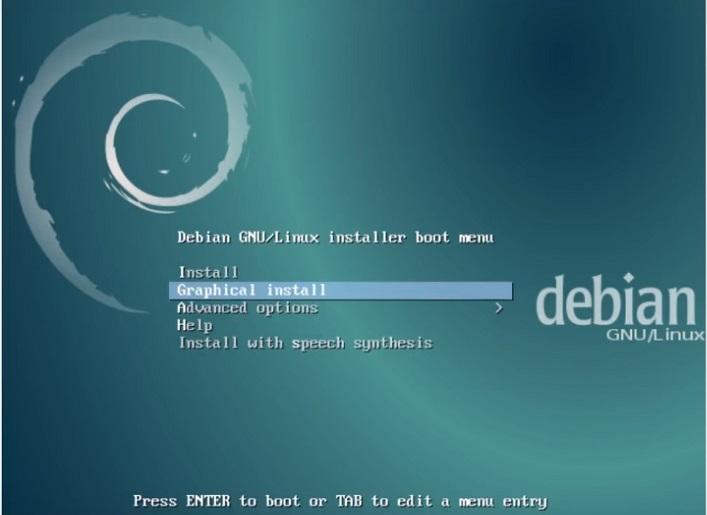 Debian GNU/Linux installer boot menu
Install
Graphical install
Advanced options >
Help
Install with speech synthesis
debian
GNU/Linux
Press ENTER to boot or TAB to edit a menu entry